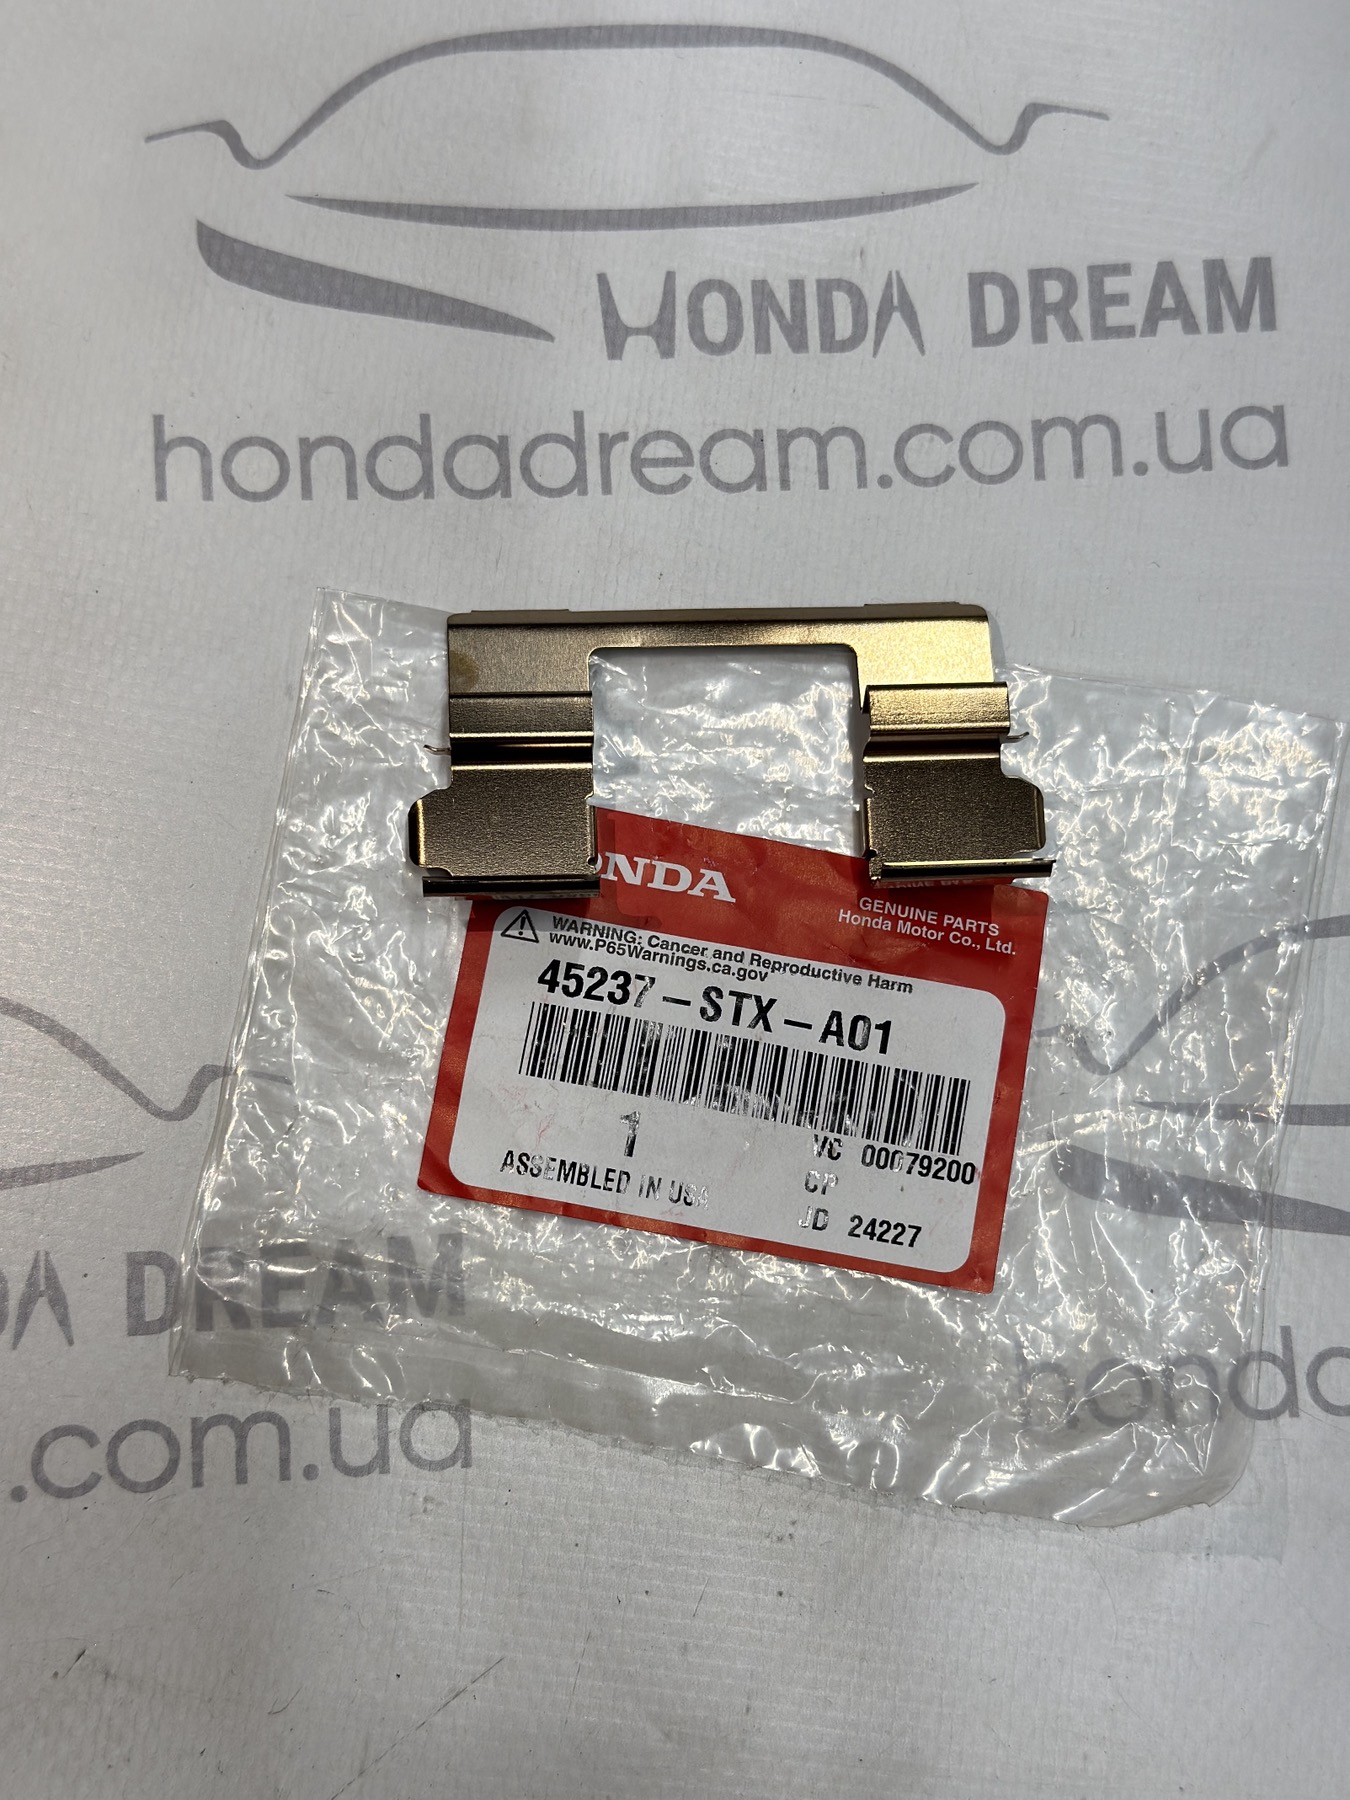 HONDA DREAM
hondadream.com.ua
ONDA
GENUINE PARTS
Honda Motor Co., Ltd.
WARNING: Cancer and Reproductive Harm
www.P65Warnings.ca.gov
45237-STX-A01
1
VC 00079200
ASSEMBLED IN USA
CP
JD 24227
DA DREAM
.com.ua
honda